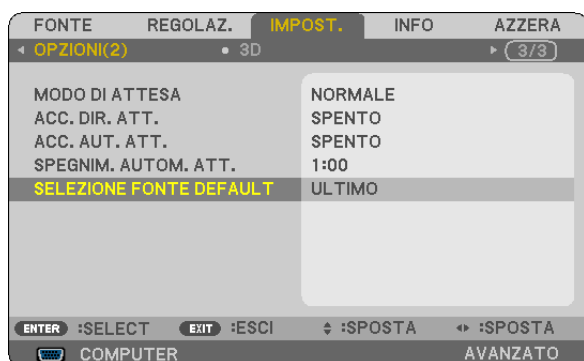 FONTE REGOLAZ. IMPOST. INFO AZZERA
OPZIONI(2) 3D 3/3
MODO DI ATTESA NORMALE
ACC. DIR. ATT. SPENTO
ACC. AUT. ATT. SPENTO
SPEGNIM. AUTOM. ATT. 1:00
SELEZIONE FONTE DEFAULT ULTIMO
ENTER :SELECT EXIT :ESCI :SPOSTA :SPOSTA
COMPUTER AVANZATO